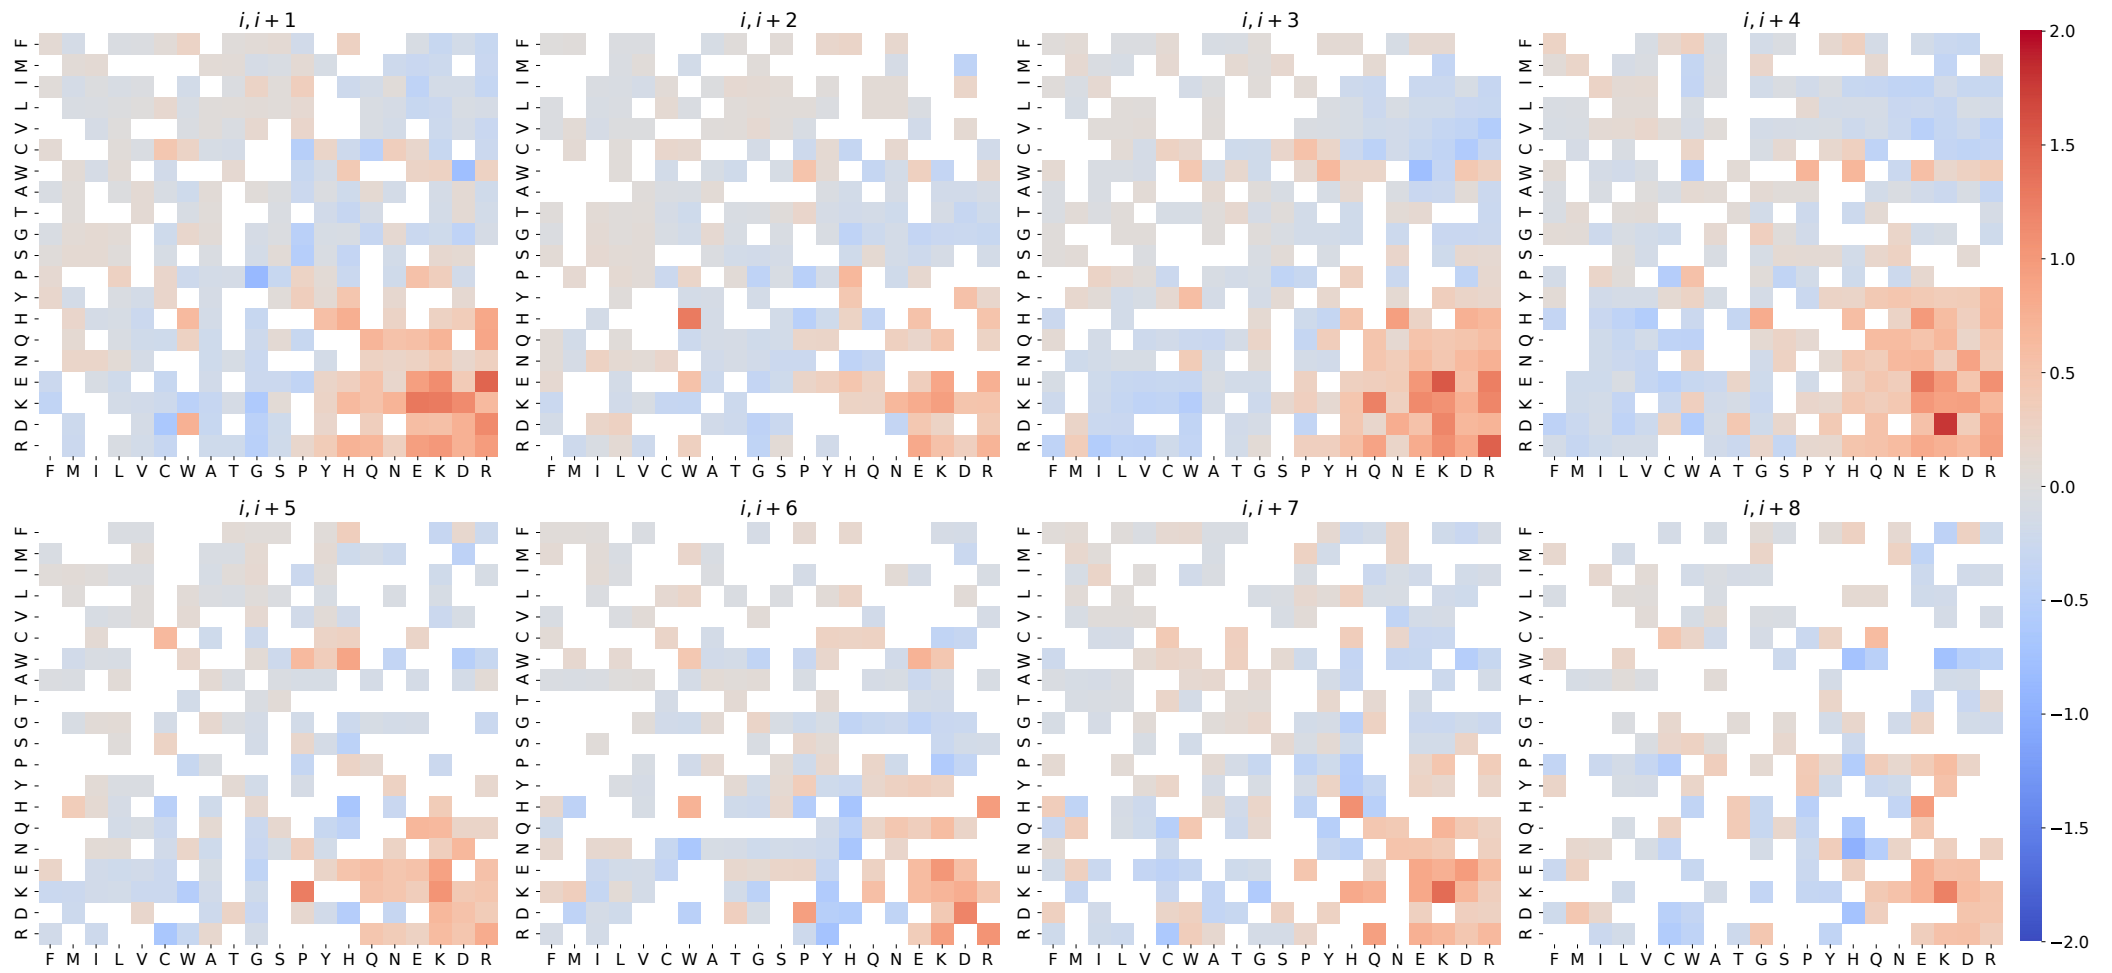 i, i + 1
i, i + 2
i, i + 3
i, i + 4
F M I L V C W A T G S P Y H Q N E K D R
F M I L V C W A T G S P Y H Q N E K D R
F M I L V C W A T G S P Y H Q N E K D R
F M I L V C W A T G S P Y H Q N E K D R
F M I L V C W A T G S P Y H Q N E K D R
F M I L V C W A T G S P Y H Q N E K D R
F M I L V C W A T G S P Y H Q N E K D R
F M I L V C W A T G S P Y H Q N E K D R
i, i + 5
i, i + 6
i, i + 7
i, i + 8
F M I L V C W A T G S P Y H Q N E K D R
F M I L V C W A T G S P Y H Q N E K D R
F M I L V C W A T G S P Y H Q N E K D R
F M I L V C W A T G S P Y H Q N E K D R
F M I L V C W A T G S P Y H Q N E K D R
F M I L V C W A T G S P Y H Q N E K D R
F M I L V C W A T G S P Y H Q N E K D R
F M I L V C W A T G S P Y H Q N E K D R
2.0
1.5
1.0
0.5
0.0
−0.5
−1.0
−1.5
−2.0